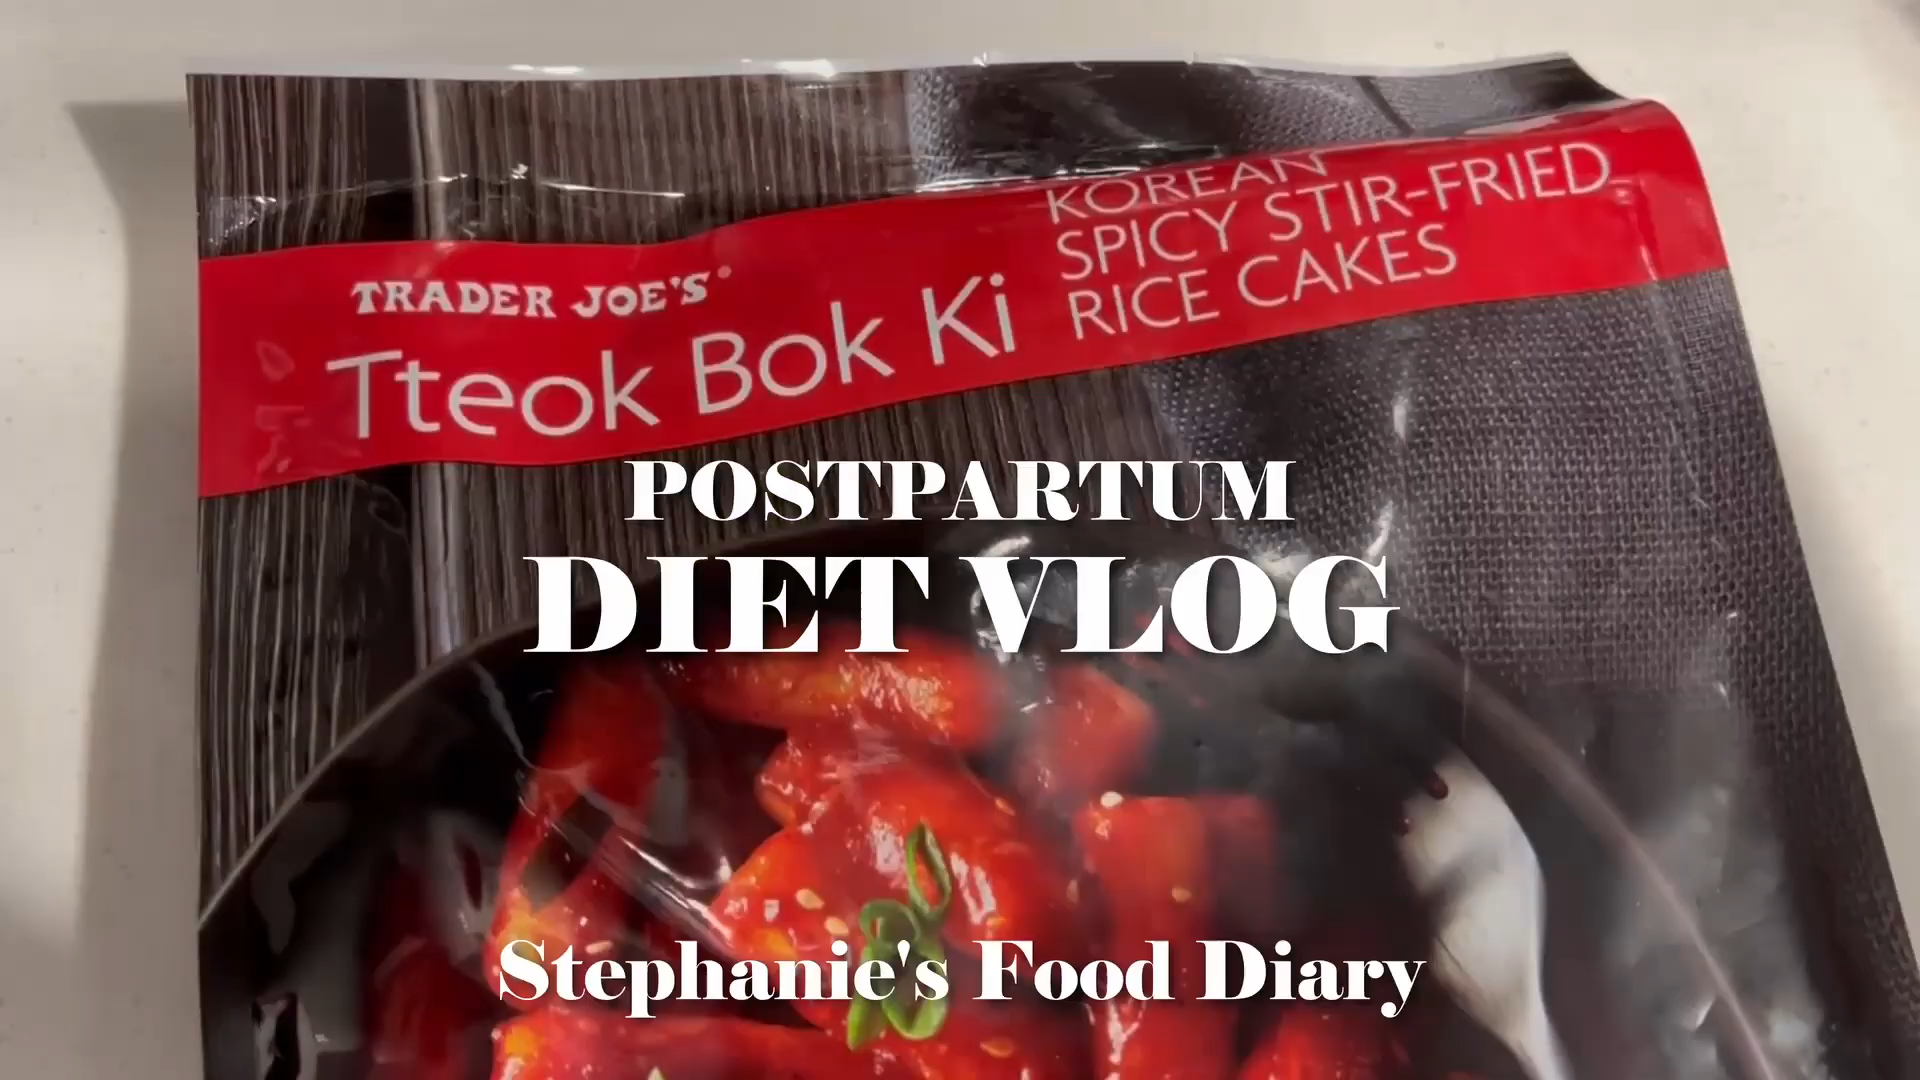 TRADER JOE'S
Tteok Bok Ki
KOREAN
SPICY STIR-FRIED
RICE CAKES
POSTPARTUM
DIET VLOG
Stephanie's Food Diary